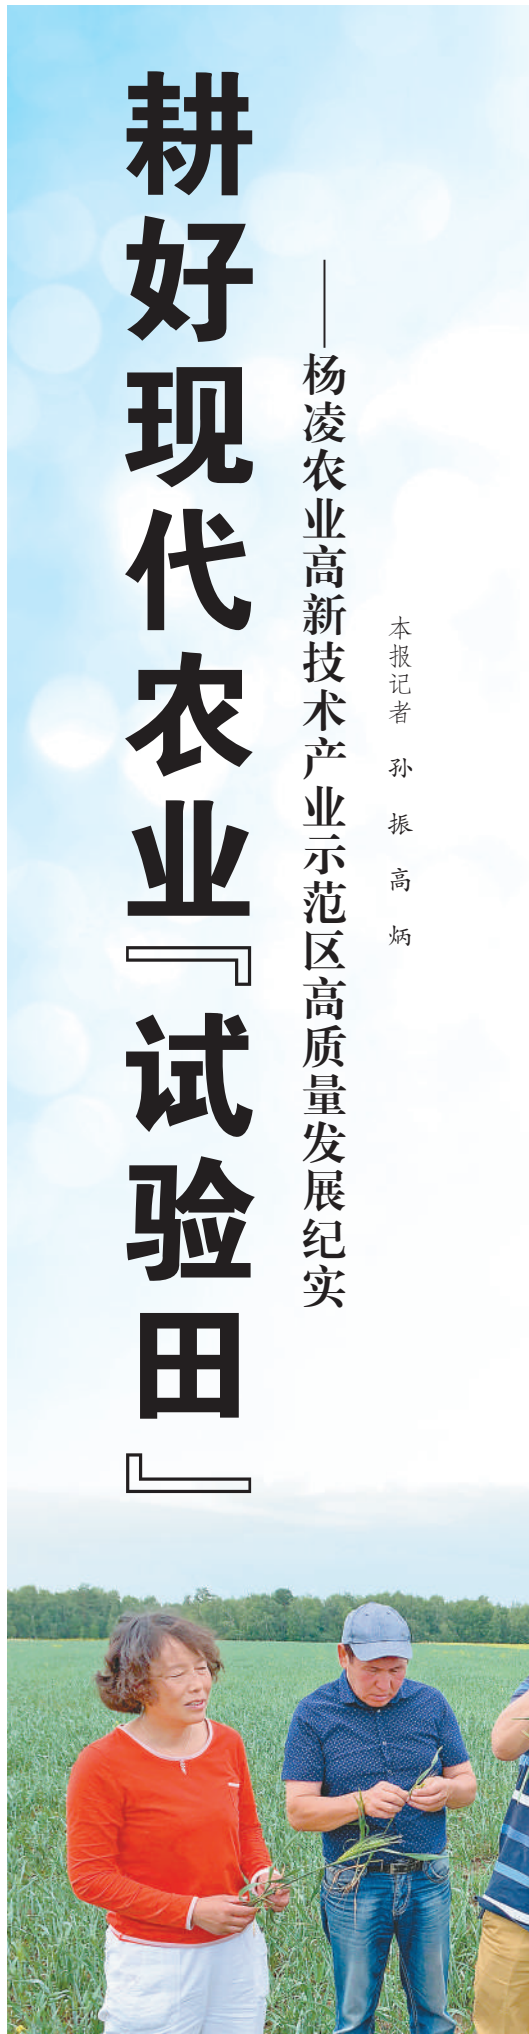 耕好现代农业『试验田』
——杨凌农业高新技术产业示范区高质量发展纪实
本报记者 孙振 高炳